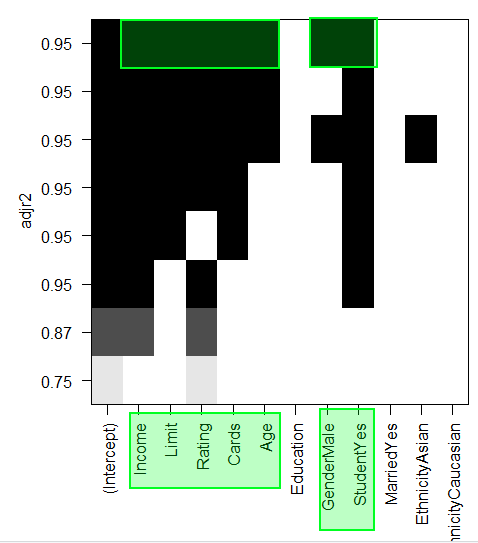 adjr2
0.95
0.95
0.95
0.95
0.95
0.95
0.87
0.75
(Intercept)
Income
Limit
Rating
Cards
Age
Education
GenderMale
StudentYes
MarriedYes
EthnicityAsian
hnicityCaucasian